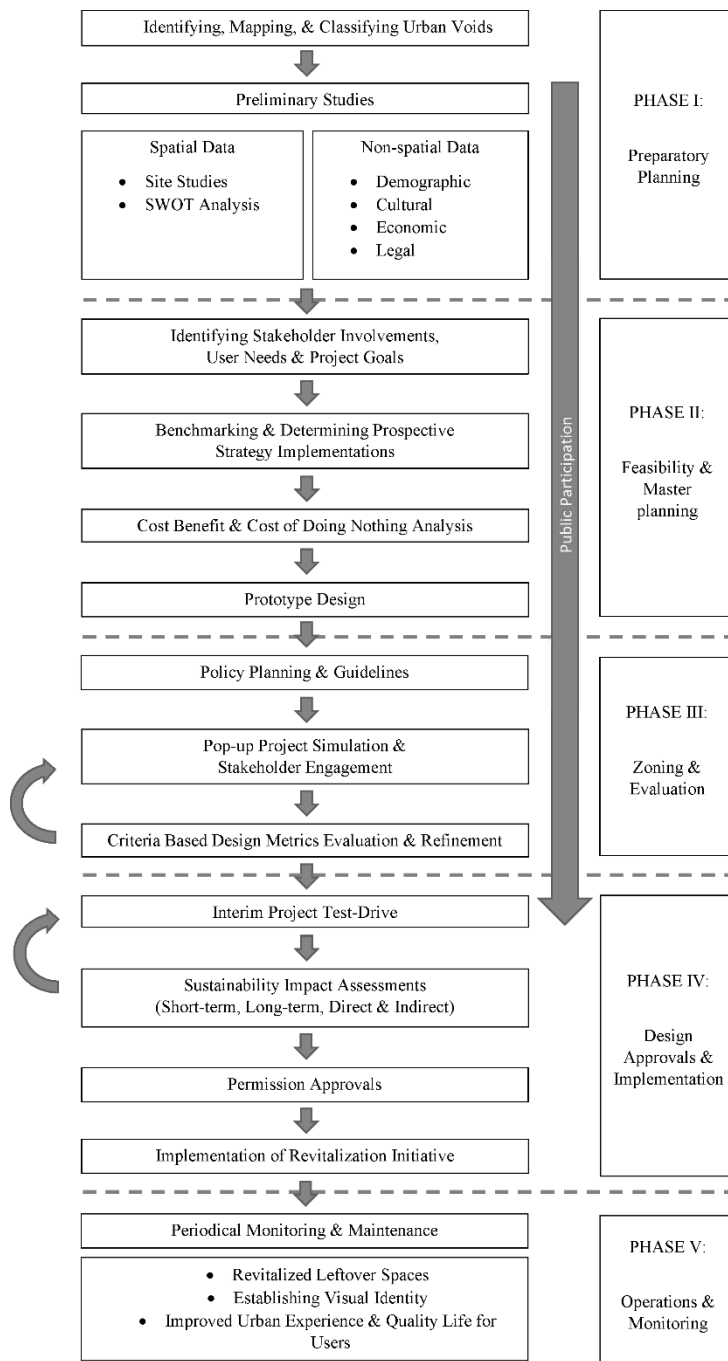 Identifying, Mapping, & Classifying Urban Voids
Preliminary Studies
Spatial Data
• Site Studies
• SWOT Analysis
Non-spatial Data
• Demographic
• Cultural
• Economic
• Legal
PHASE I:
Preparatory
Planning
Identifying Stakeholder Involvements,
User Needs & Project Goals
Benchmarking & Determining Prospective
Strategy Implementations
Cost Benefit & Cost of Doing Nothing Analysis
Prototype Design
PHASE II:
Feasibility &
Master
planning
Public Participation
Policy Planning & Guidelines
Pop-up Project Simulation &
Stakeholder Engagement
Criteria Based Design Metrics Evaluation & Refinement
PHASE III:
Zoning &
Evaluation
Interim Project Test-Drive
Sustainability Impact Assessments
(Short-term, Long-term, Direct & Indirect)
Permission Approvals
Implementation of Revitalization Initiative
PHASE IV:
Design
Approvals &
Implementation
Periodical Monitoring & Maintenance
• Revitalized Leftover Spaces
• Establishing Visual Identity
• Improved Urban Experience & Quality Life for
Users
PHASE V:
Operations &
Monitoring